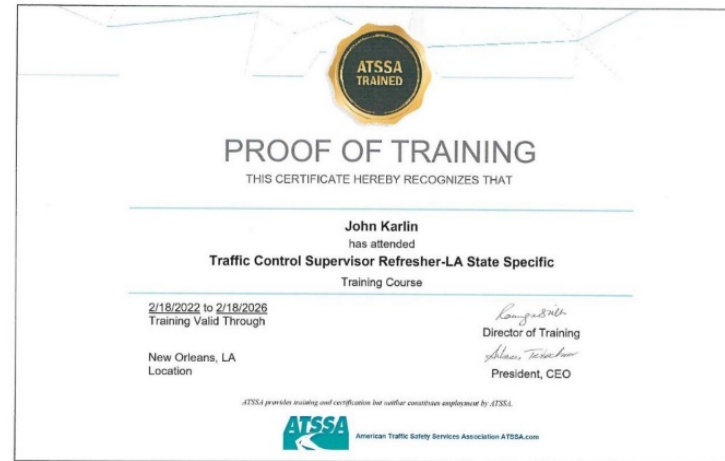 ATSSA
TRAINED
PROOF OF TRAINING
THIS CERTIFICATE HEREBY RECOGNIZES THAT
John Karlin
has attended
Traffic Control Supervisor Refresher-LA State Specific
Training Course
2/18/2022 to 2/18/2026
Training Valid Through
Director of Training
New Orleans, LA
Location
President, CEO
ATSSA provides training and certification but neither constitutes employment by ATSSA.
ATSSA
American Traffic Safety Services Association ATSSA.com